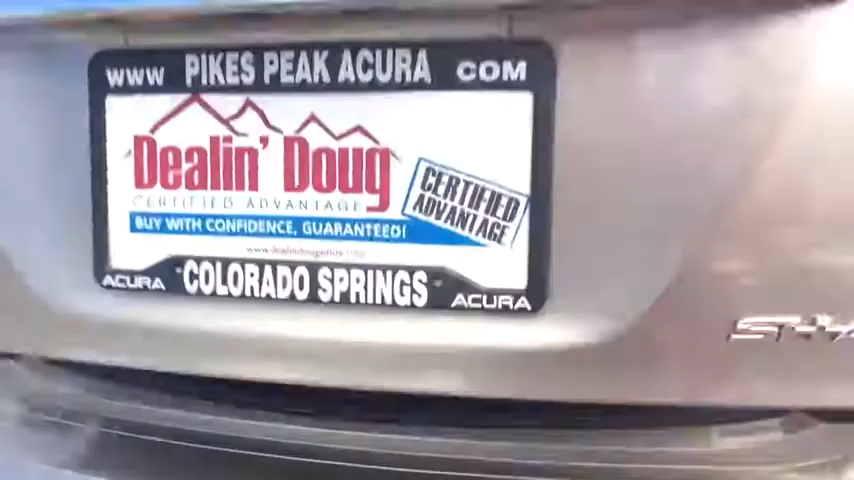 WWW PIKES PEAK ACURA COM
Dealin' Doug
CERTIFIED ADVANTAGE
BUY WITH CONFIDENCE, GUARANTEED!
CERTIFIED
ADVANTAGE
ACURA COLORADO SPRINGS ACURA